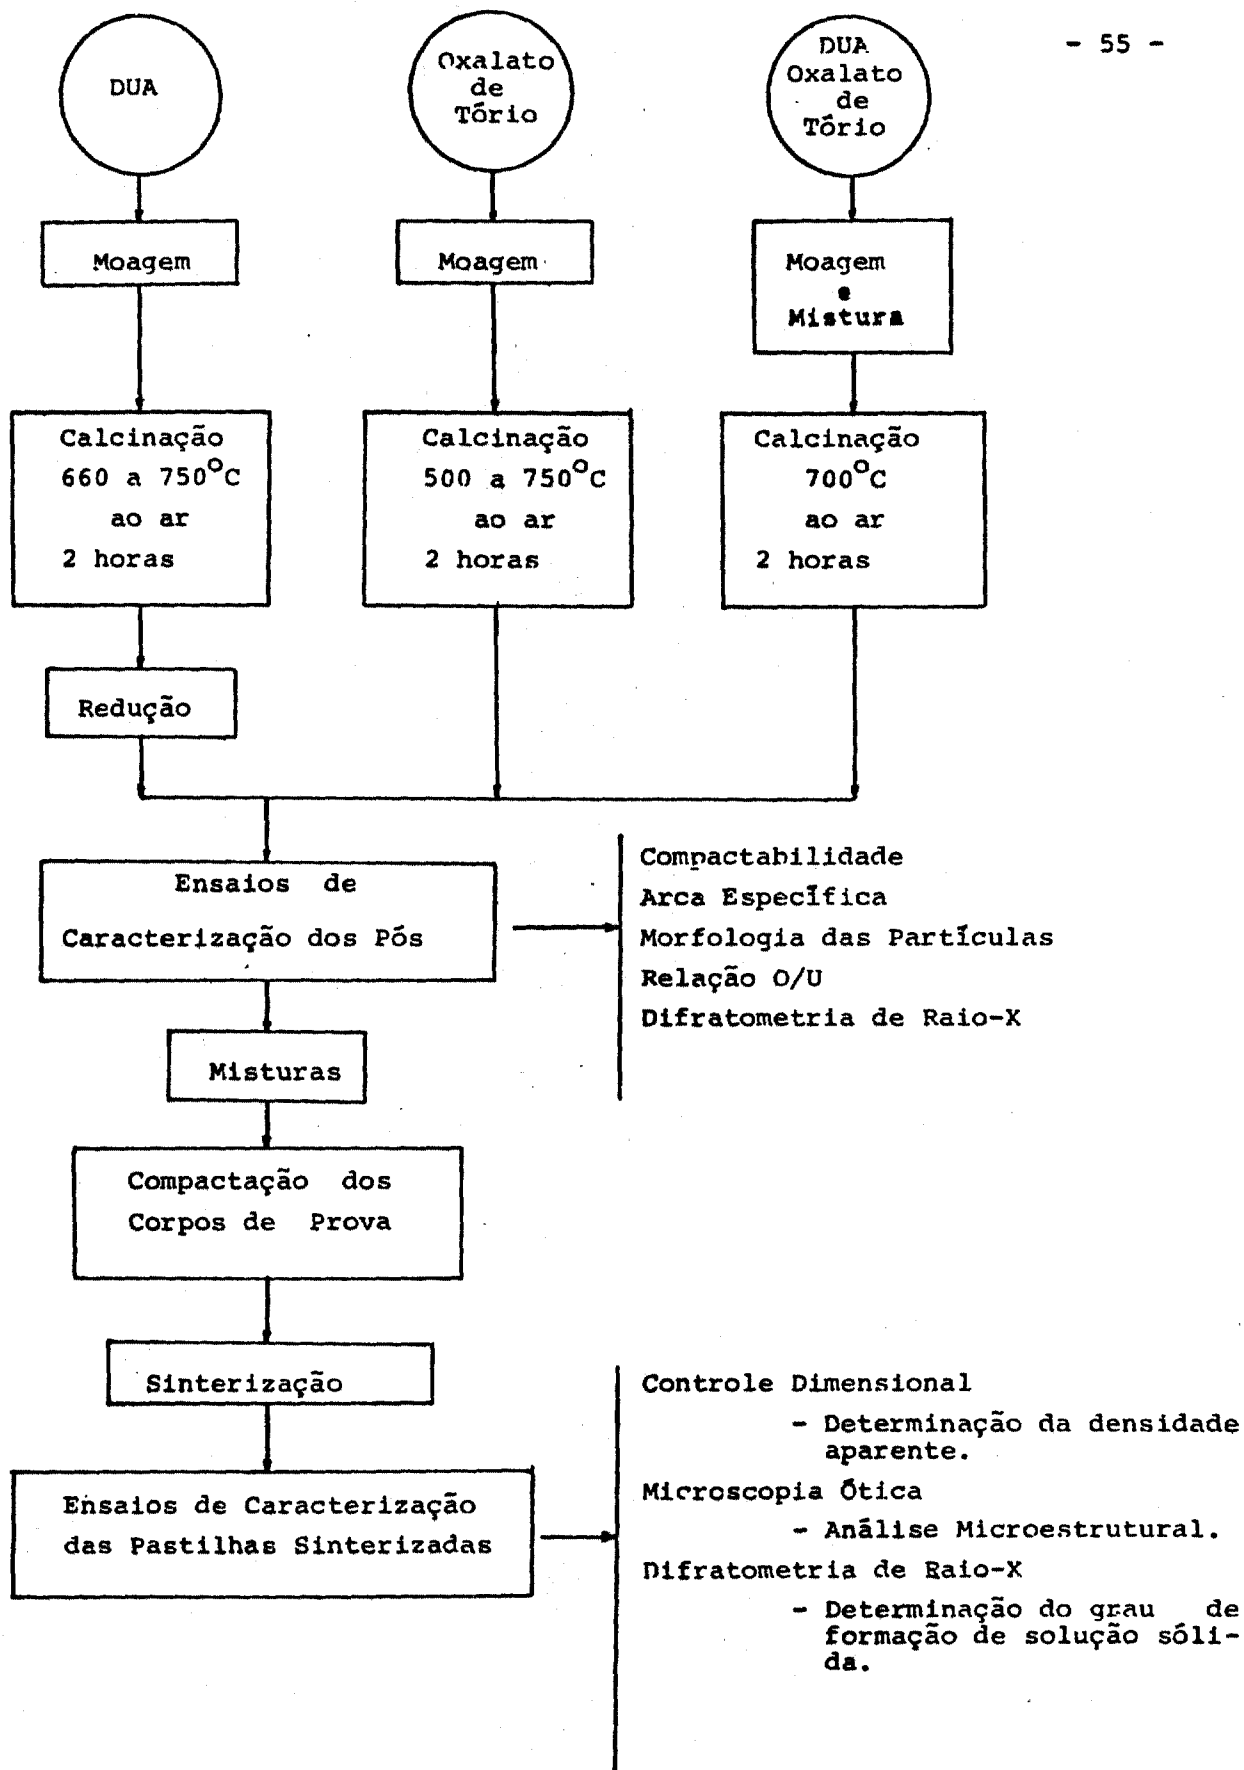 - 55 -
DUA
Oxalato
de
Tório
DUA
Oxalato
de
Tório
Moagem
Moagem
Moagem
e
Mistura
Calcinação
660 a 750°C
ao ar
2 horas
Calcinação
500 a 750°C
ao ar
2 horas
Calcinação
700°C
ao ar
2 horas
Redução
Ensaios de
Caracterização dos Pós
Compactabilidade
Area Específica
Morfologia das Partículas
Relação O/U
Difratometria de Raio-X
Misturas
Compactação dos
Corpos de Prova
Sinterização
Ensaios de Caracterização
das Pastilhas Sinterizadas
Controle Dimensional
- Determinação da densidade
aparente.
Microscopia Ótica
- Análise Microestrutural.
Difratometria de Raio-X
- Determinação do grau de
formação de solução sóli-
da.